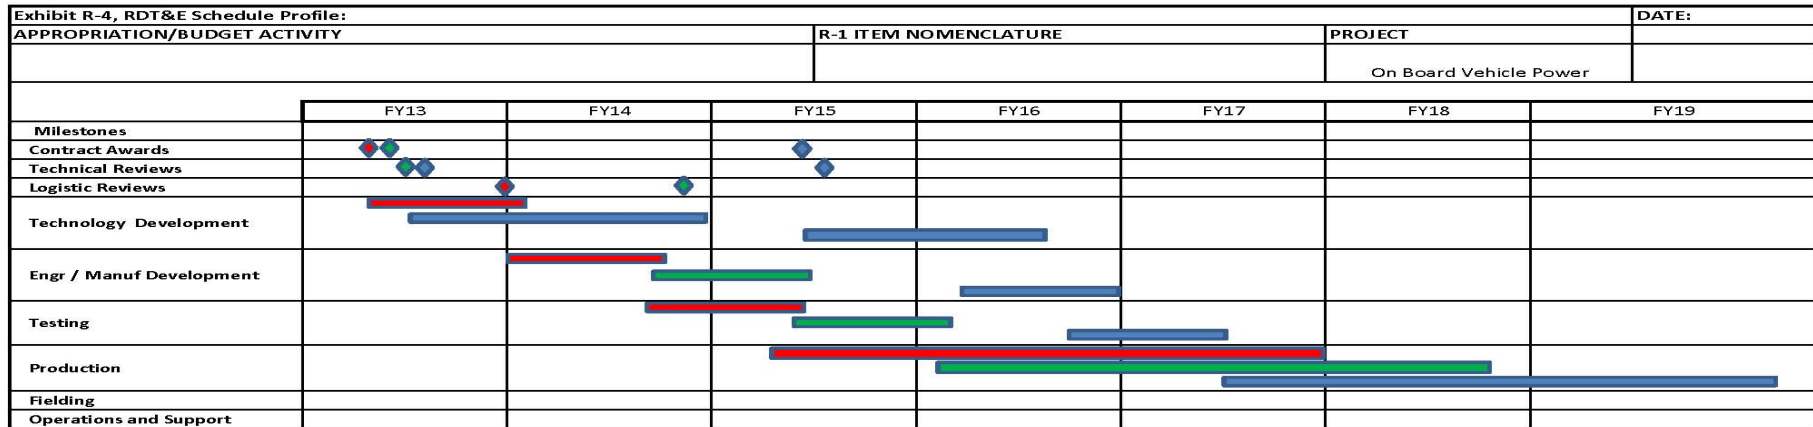 Exhibit R-4, RDT&E Schedule Profile: DATE:
APPROPRIATION/BUDGET ACTIVITY R-1 ITEM NOMENCLATURE PROJECT
On Board Vehicle Power
FY13 FY14 FY15 FY16 FY17 FY18 FY19
Milestones
Contract Awards
Technical Reviews
Logistic Reviews
Technology Development
Engr / Manuf Development
Testing
Production
Fielding
Operations and Support